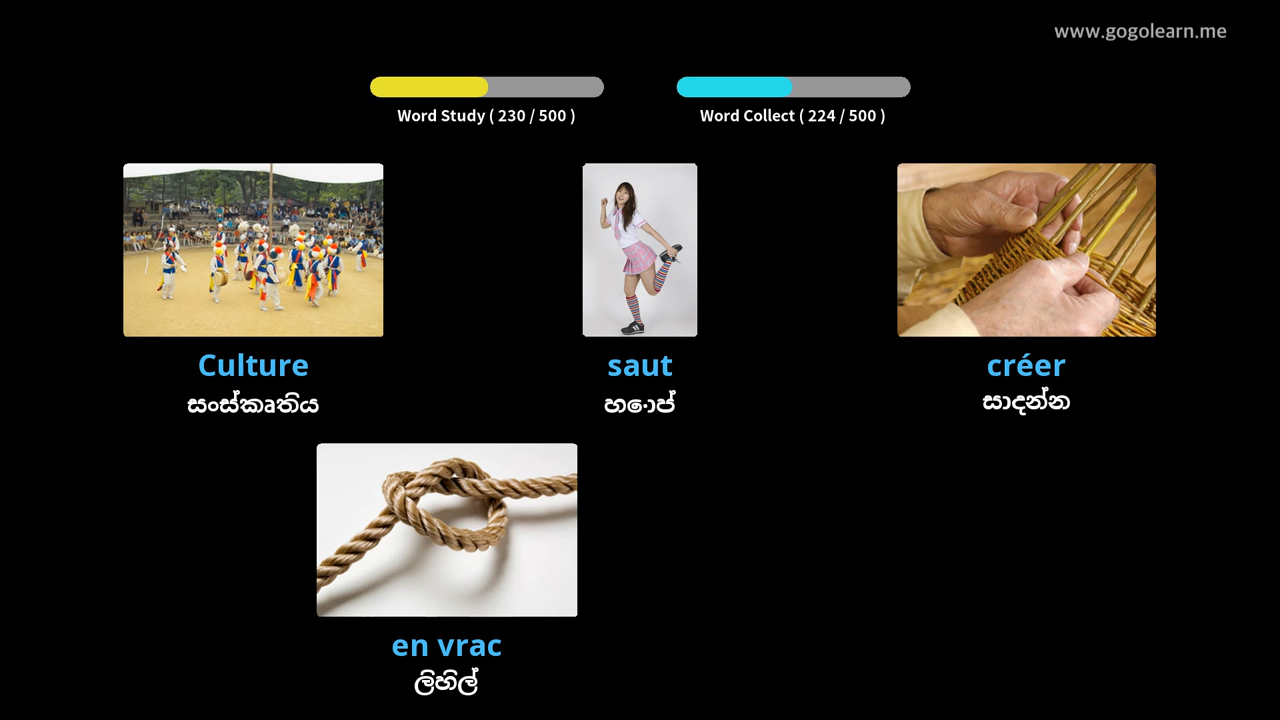 www.gogolearn.me
Word Study ( 230 / 500 )
Word Collect ( 224 / 500 )
Culture
සංස්කෘතිය
saut
හොප්
créer
සාදන්න
en vrac
ලිහිල්